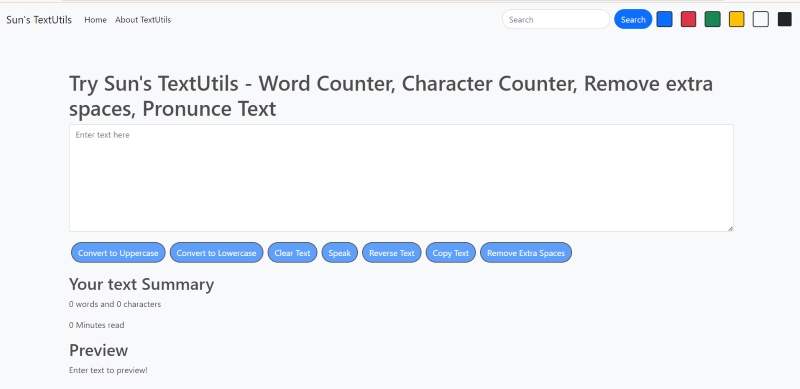 Sun's TextUtils Home About TextUtils Search Search
Try Sun's TextUtils - Word Counter, Character Counter, Remove extra
spaces, Pronunce Text
Enter text here
Convert to Uppercase Convert to Lowercase Clear Text Speak Reverse Text Copy Text Remove Extra Spaces
Your text Summary
0 words and 0 characters
0 Minutes read
Preview
Enter text to preview!